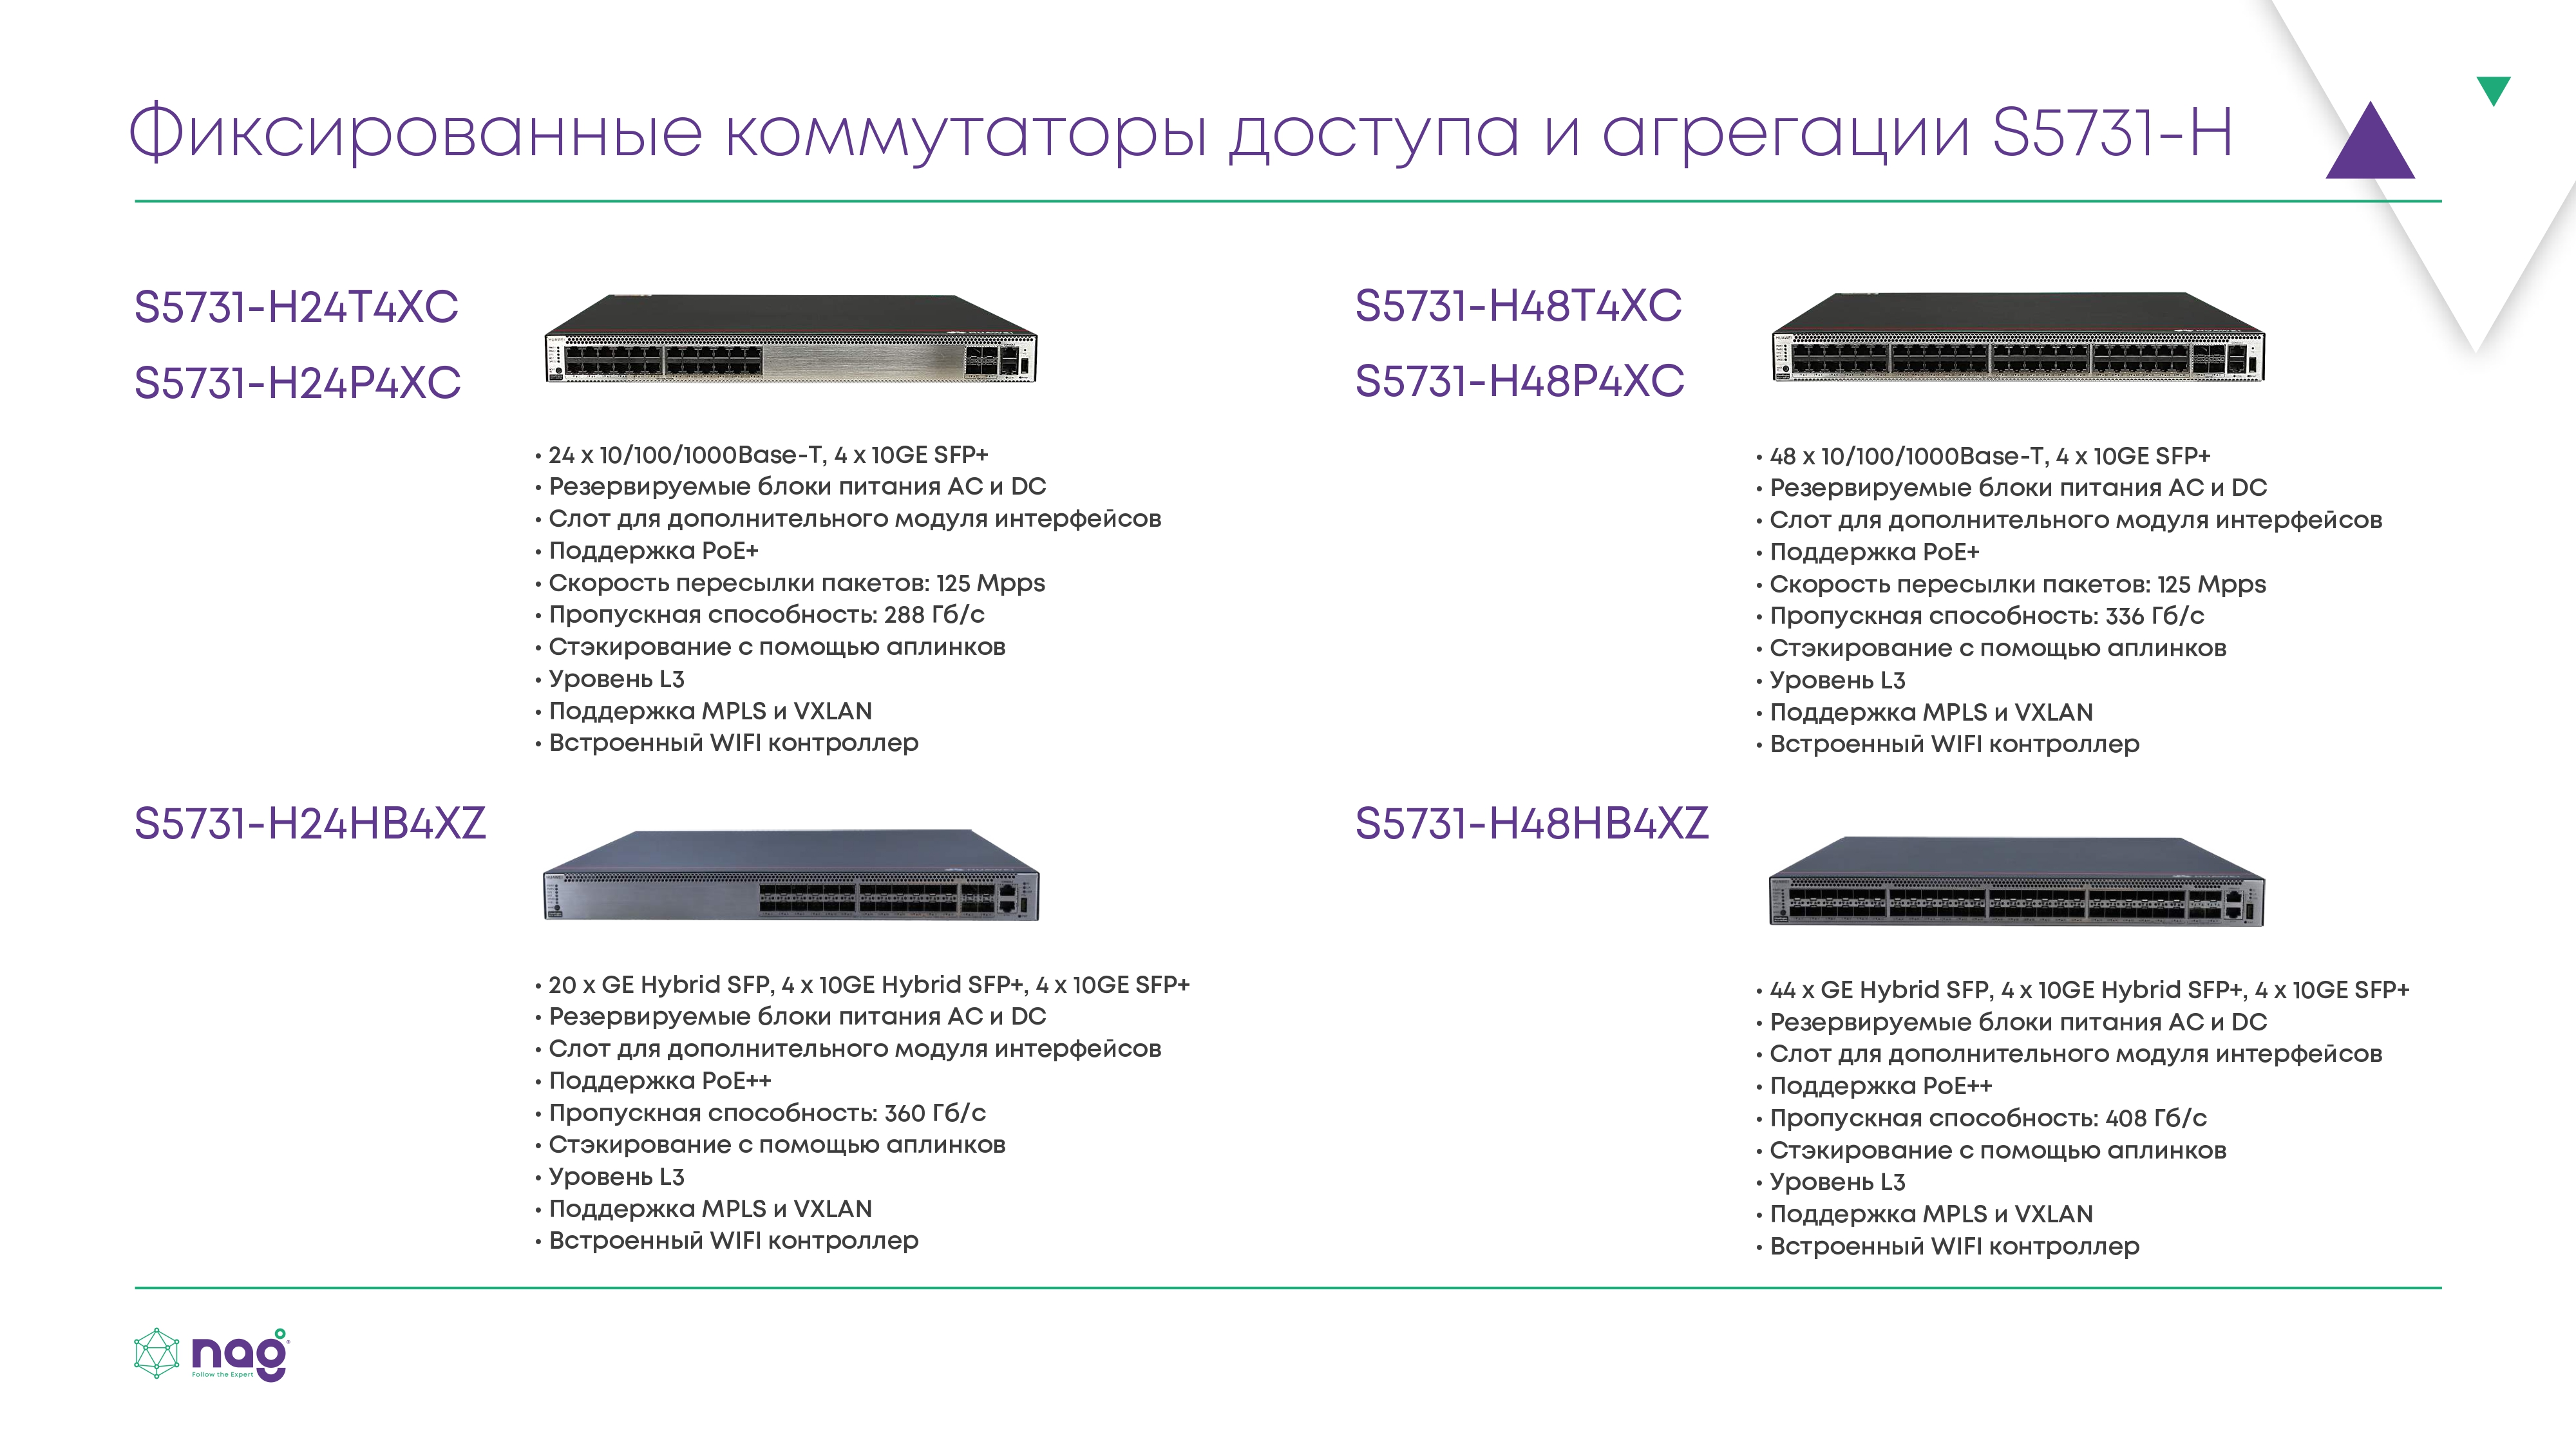 Фиксированные коммутаторы доступа и агрегации S5731-H
S5731-H24T4XC
S5731-H24P4XC
• 24 x 10/100/1000Base-T, 4 x 10GE SFP+
• Резервируемые блоки питания AC и DC
• Слот для дополнительного модуля интерфейсов
• Поддержка PoE+
• Скорость пересылки пакетов: 125 Mpps
• Пропускная способность: 288 Гб/с
• Стэкирование с помощью аплинков
• Уровень L3
• Поддержка MPLS и VXLAN
• Встроенный WIFI контроллер
S5731-H48T4XC
S5731-H48P4XC
• 48 x 10/100/1000Base-T, 4 x 10GE SFP+
• Резервируемые блоки питания AC и DC
• Слот для дополнительного модуля интерфейсов
• Поддержка PoE+
• Скорость пересылки пакетов: 125 Mpps
• Пропускная способность: 336 Гб/с
• Стэкирование с помощью аплинков
• Уровень L3
• Поддержка MPLS и VXLAN
• Встроенный WIFI контроллер
S5731-H24HB4XZ
• 20 x GE Hybrid SFP, 4 x 10GE Hybrid SFP+, 4 x 10GE SFP+
• Резервируемые блоки питания AC и DC
• Слот для дополнительного модуля интерфейсов
• Поддержка PoE++
• Пропускная способность: 360 Гб/с
• Стэкирование с помощью аплинков
• Уровень L3
• Поддержка MPLS и VXLAN
• Встроенный WIFI контроллер
S5731-H48HB4XZ
• 44 x GE Hybrid SFP, 4 x 10GE Hybrid SFP+, 4 x 10GE SFP+
• Резервируемые блоки питания AC и DC
• Слот для дополнительного модуля интерфейсов
• Поддержка PoE++
• Пропускная способность: 408 Гб/с
• Стэкирование с помощью аплинков
• Уровень L3
• Поддержка MPLS и VXLAN
• Встроенный WIFI контроллер
nag
Follow the Expert